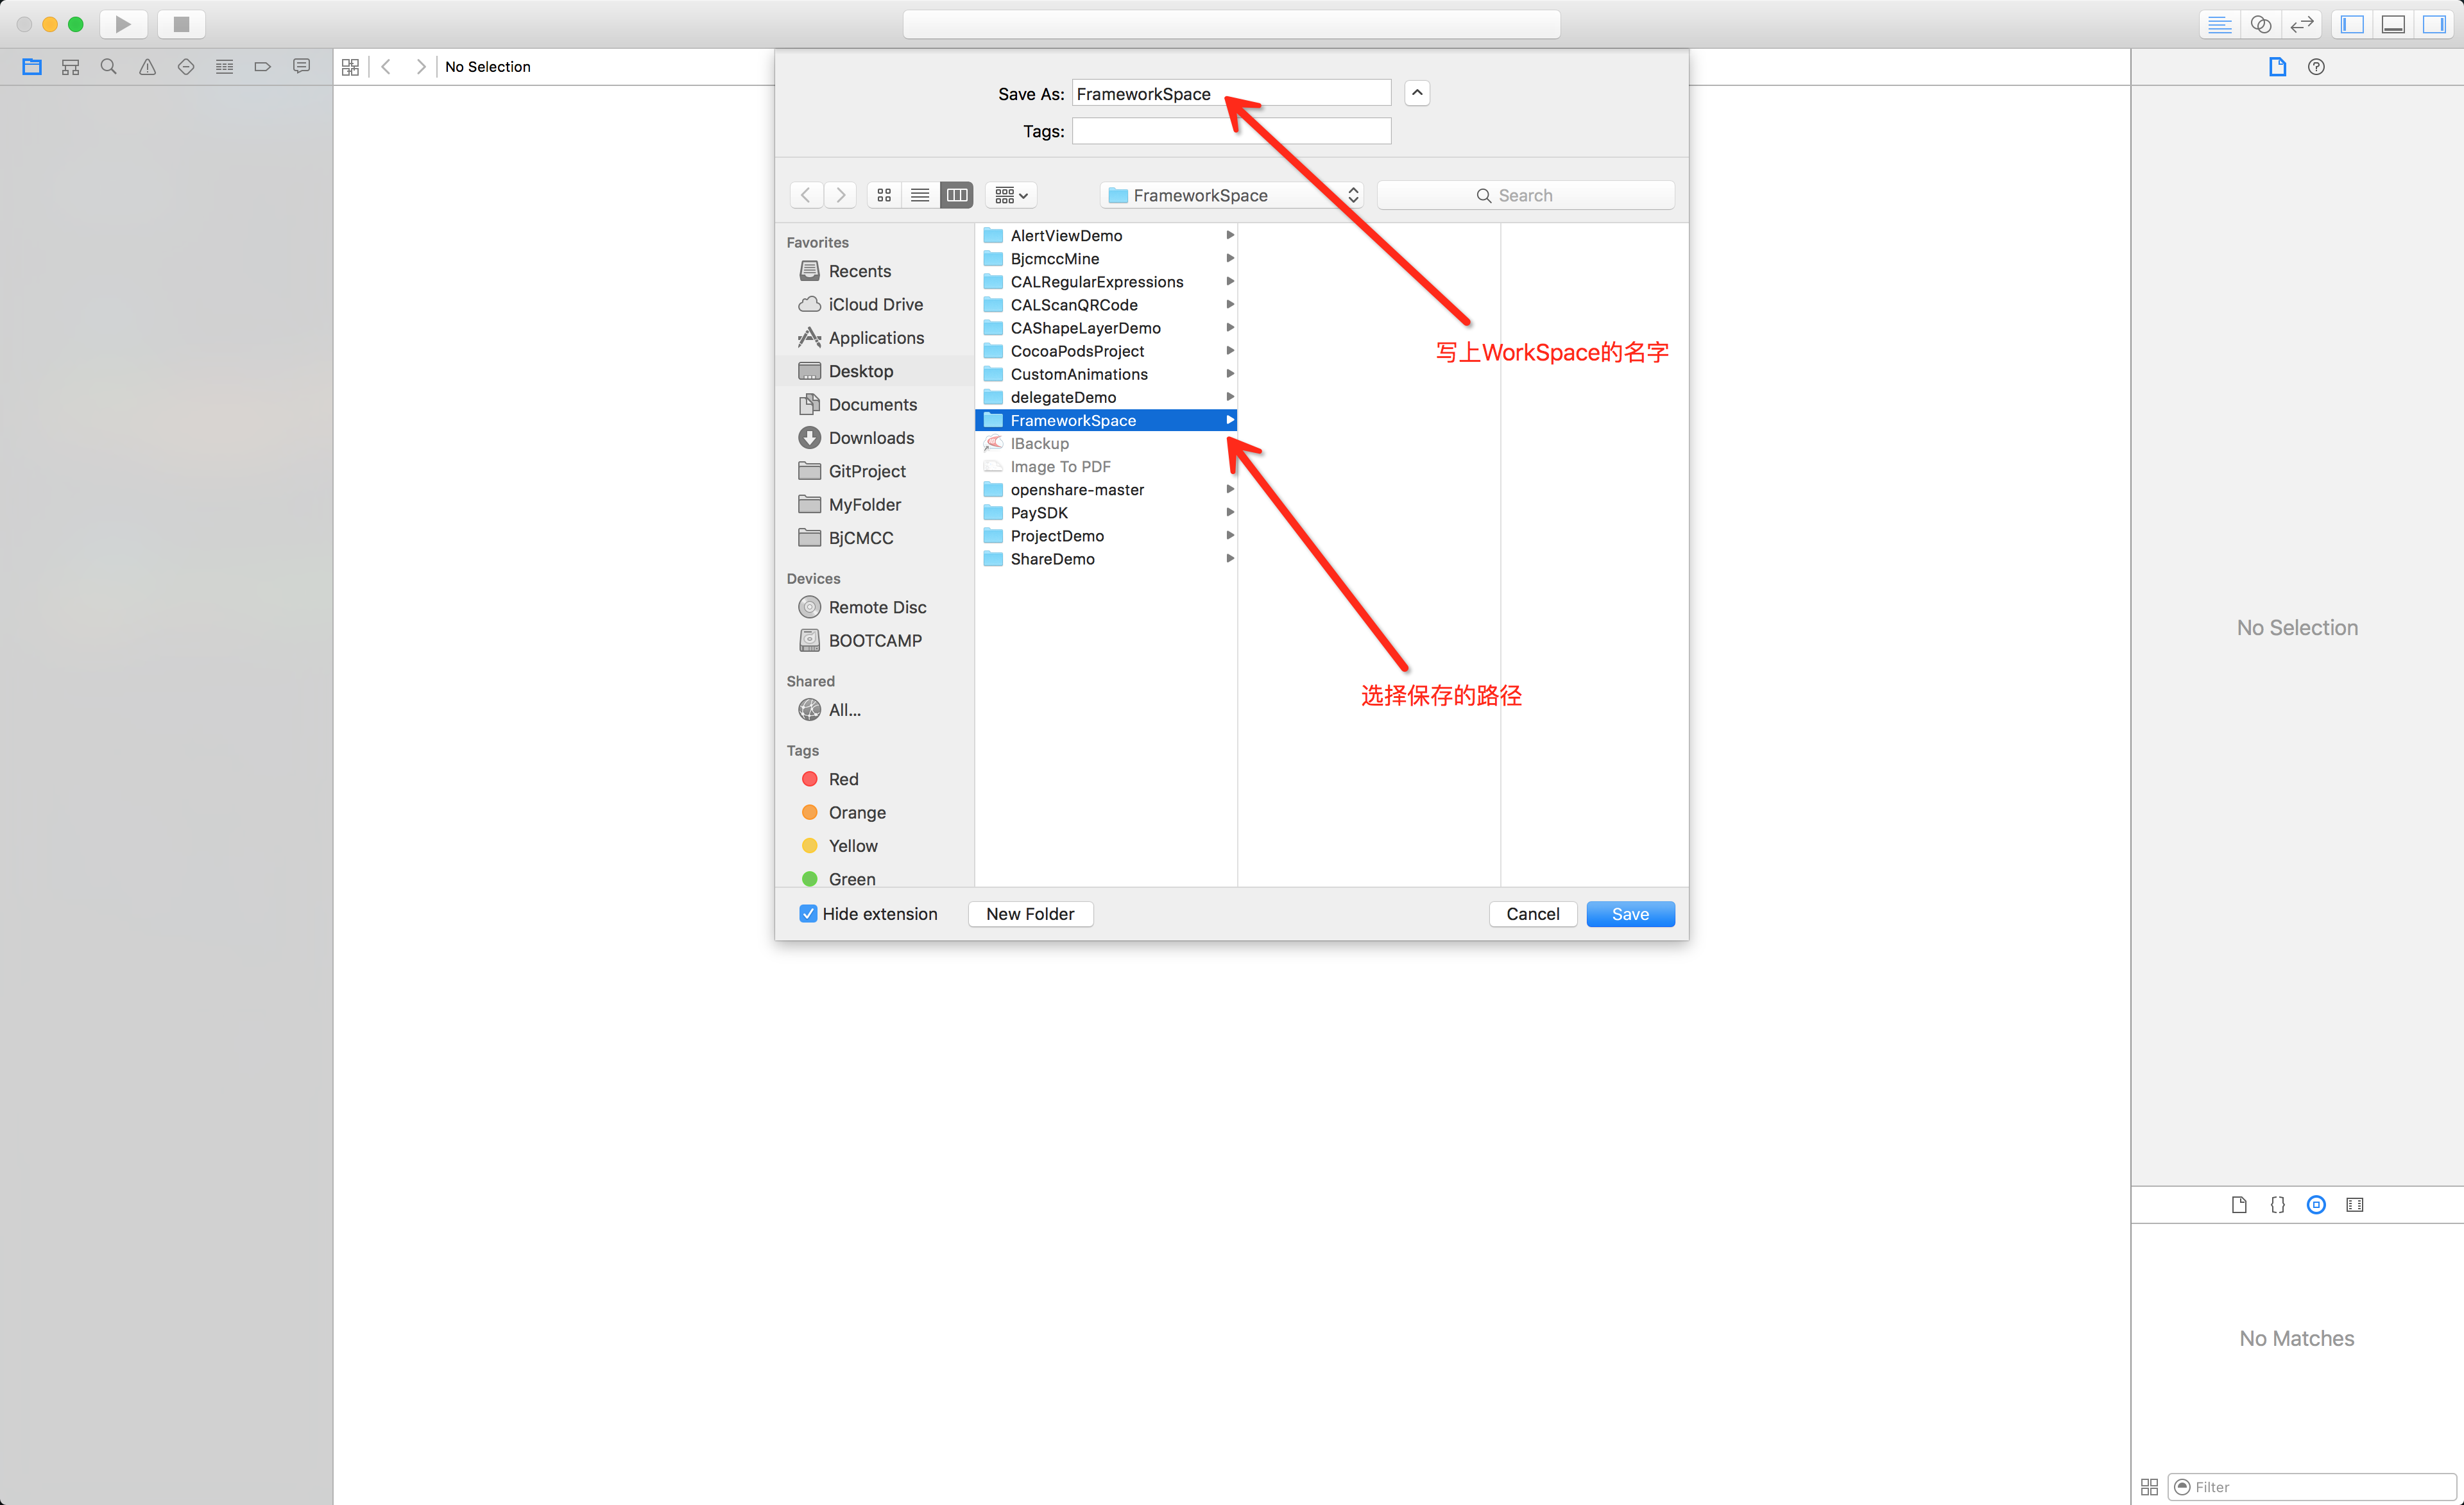 No Selection
Save As: FrameworkSpace
Tags:
FrameworkSpace
Search
Favorites
Recents
iCloud Drive
Applications
Desktop
Documents
Downloads
GitProject
MyFolder
BjCMCC
Devices
Remote Disc
BOOTCAMP
Shared
All...
Tags
Red
Orange
Yellow
Green
AlertViewDemo
BjcmccMine
CALRegularExpressions
CALScanQRCode
CAShapeLayerDemo
CocoaPodsProject
CustomAnimations
delegateDemo
FrameworkSpace
IBackup
Image To PDF
openshare-master
PaySDK
ProjectDemo
ShareDemo
写上WorkSpace的名字
选择保存的路径
Hide extension
New Folder
Cancel
Save
No Selection
No Matches
Filter